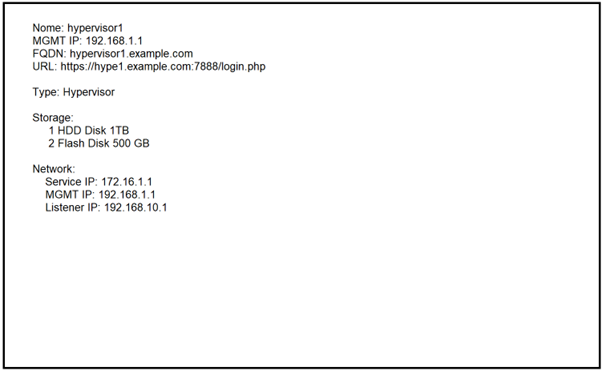 Nome: hypervisor1
MGMT IP: 192.168.1.1
FQDN: hypervisor1.example.com
URL: https://hype1.example.com:7888/login.php
Type: Hypervisor
Storage:
1 HDD Disk 1TB
2 Flash Disk 500 GB
Network:
Service IP: 172.16.1.1
MGMT IP: 192.168.1.1
Listener IP: 192.168.10.1